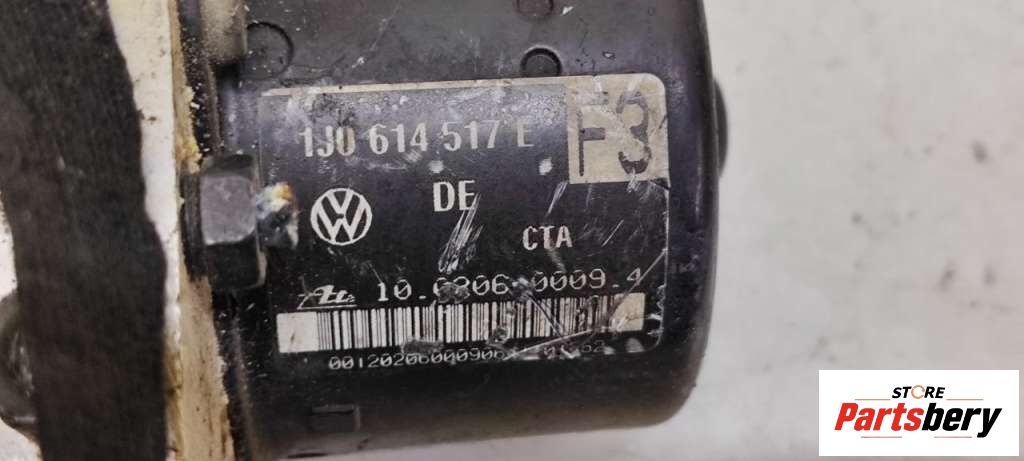 1J0 614 517 E
F3
DE
CTA
10.0206-0009.4
STORE
Partsbery